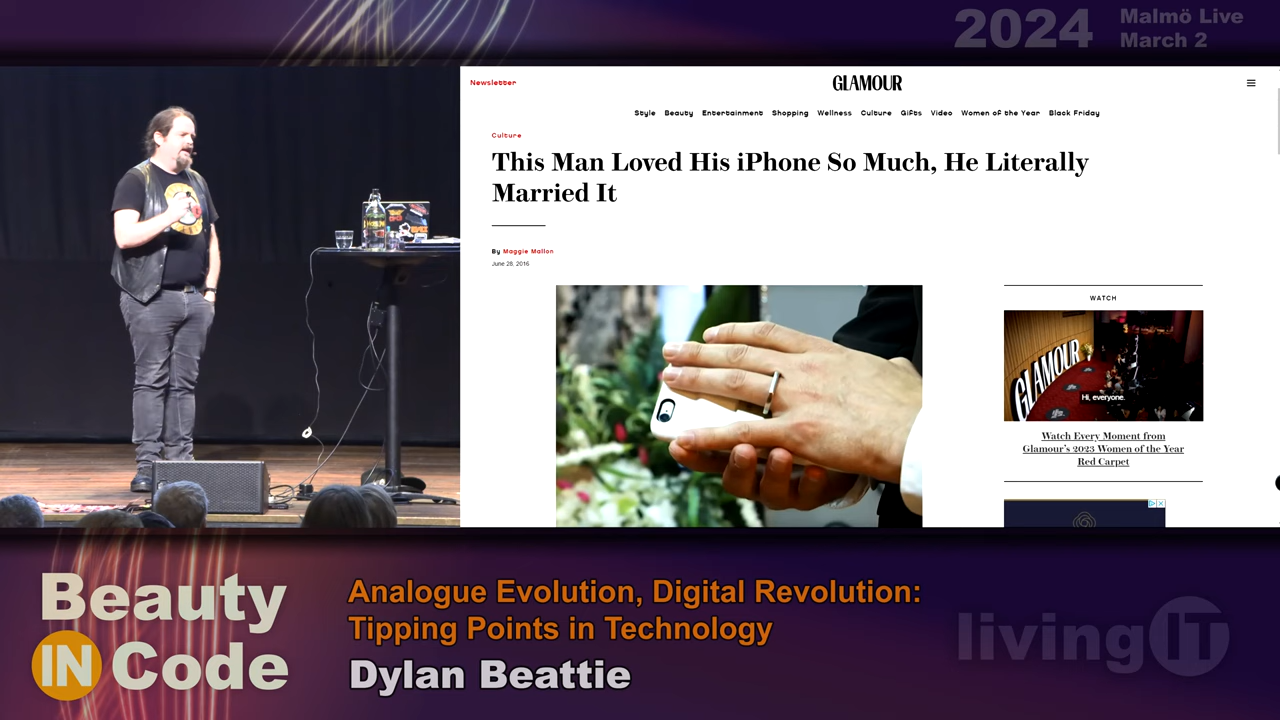 2024
Malmö Live
March 2
Newsletter
GLAMOUR
Style Beauty Entertainment Shopping Wellness Culture Gifts Video Women of the Year Black Friday
Culture
This Man Loved His iPhone So Much, He Literally
Married It
By Maggie Mallon
June 28, 2016
WATCH
GLAMOUR
Hi, everyone.
Watch Every Moment from
Glamour's 2023 Women of the Year
Red Carpet
Beauty
IN Code
Analogue Evolution, Digital Revolution:
Tipping Points in Technology
Dylan Beattie
livingIT